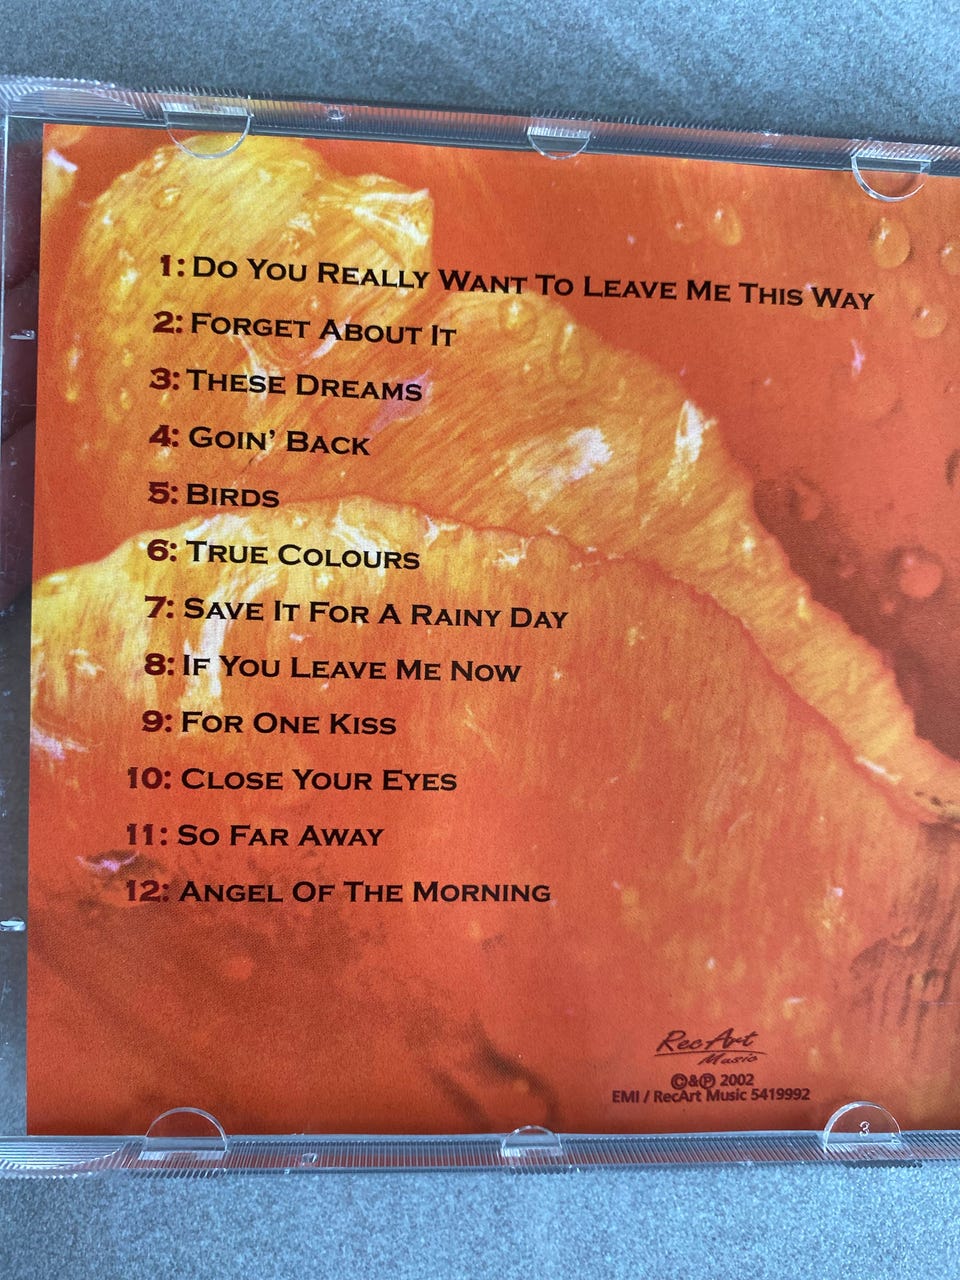 1: Do You Really Want To Leave Me This Way
2: Forget About It
3: These Dreams
4: Goin' Back
5: Birds
6: True Colours
7: Save It For A Rainy Day
8: If You Leave Me Now
9: For One Kiss
10: Close Your Eyes
11: So Far Away
12: Angel Of The Morning
RecArt
Music
©&℗ 2002
EMI / RecArt Music 5419992
3